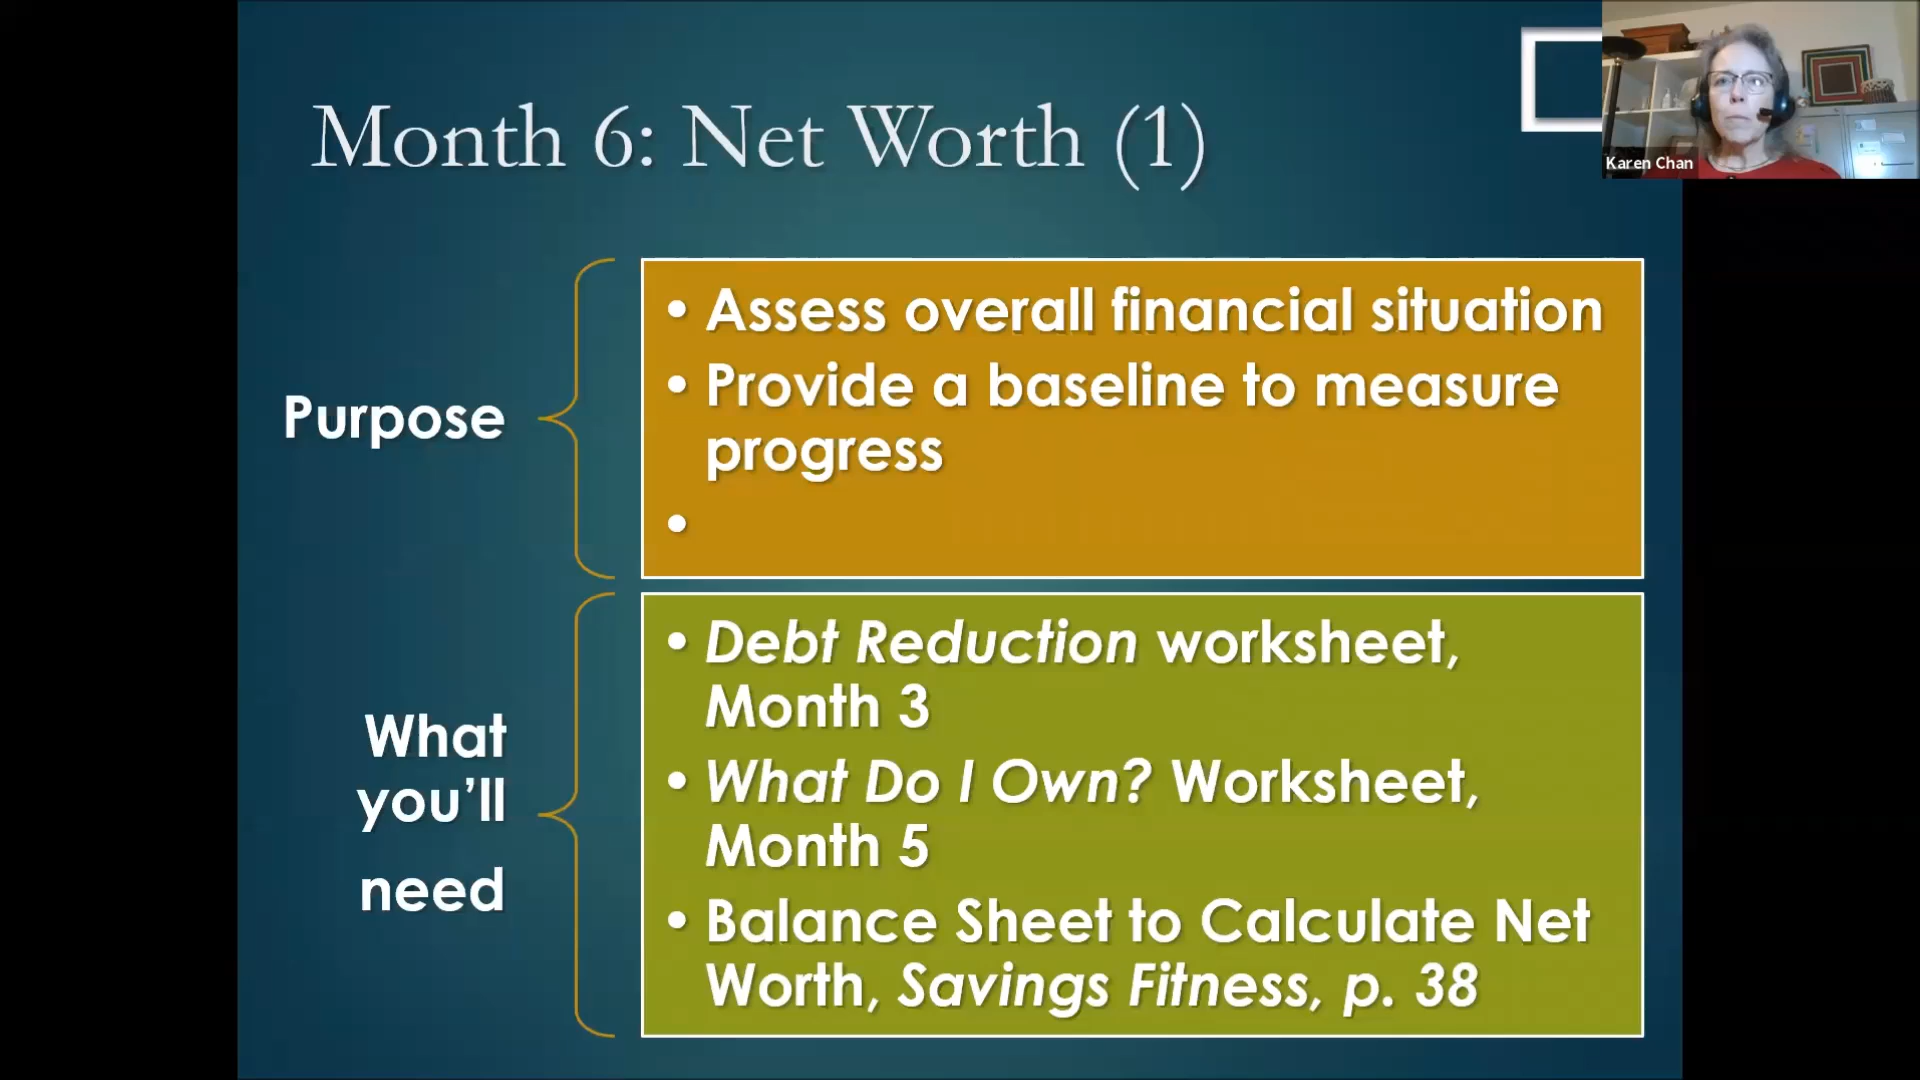 Month 6: Net Worth (1)
Karen Chan
Purpose
• Assess overall financial situation
• Provide a baseline to measure
progress
•
What
you’ll
need
• Debt Reduction worksheet,
Month 3
• What Do I Own? Worksheet,
Month 5
• Balance Sheet to Calculate Net
Worth, Savings Fitness, p. 38